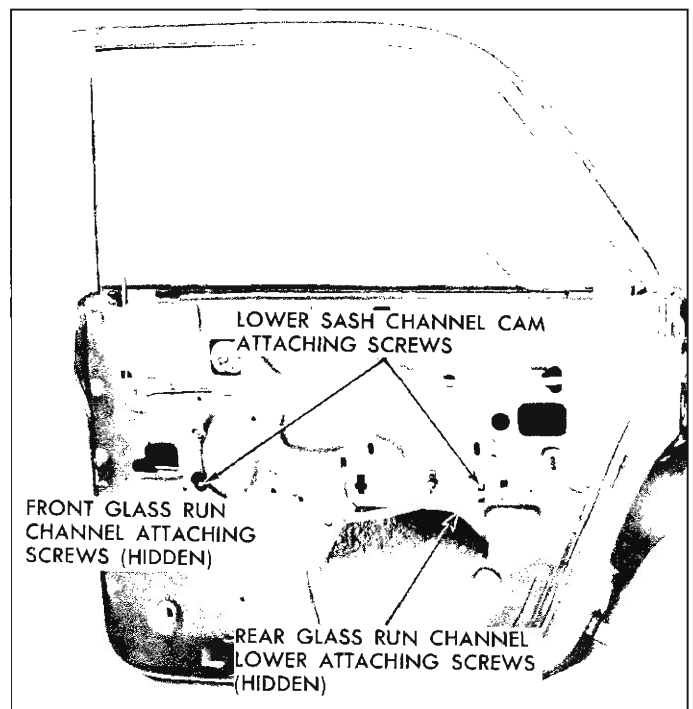 LOWER SASH CHANNEL CAM
ATTACHING SCREWS
FRONT GLASS RUN
CHANNEL ATTACHING
SCREWS (HIDDEN)
REAR GLASS RUN CHANNEL
LOWER ATTACHING SCREWS
(HIDDEN)